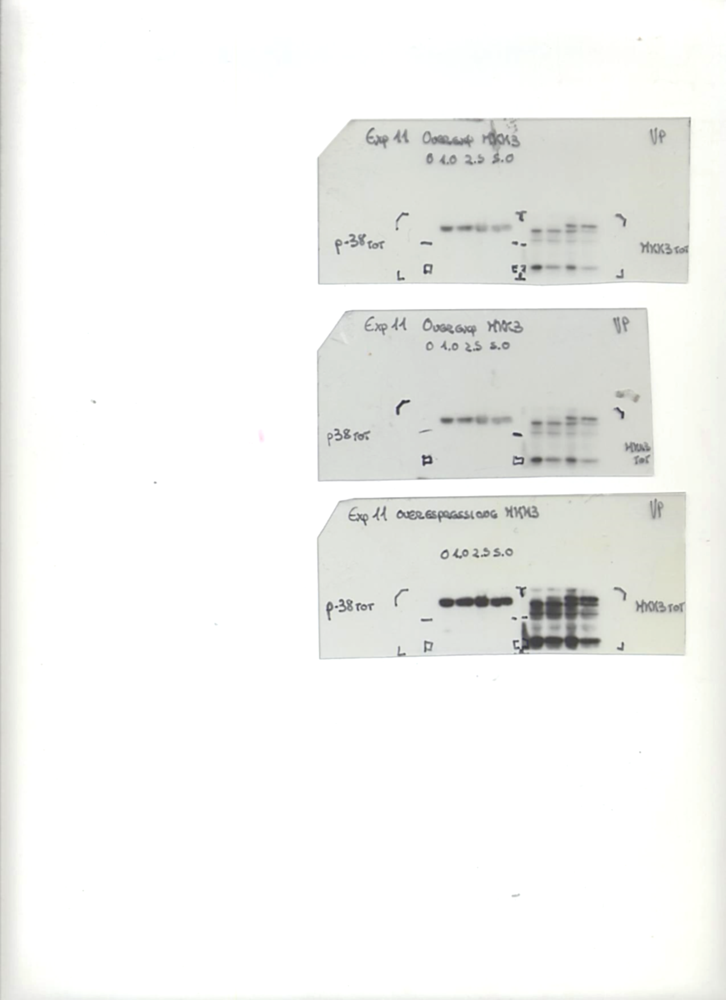 Exp 11 Overexp MKK3 VP
0 1.0 2.5 5.0
p-38 TOT MKK3 TOT
Exp 11 Overexp MKK3 VP
0 1.0 2.5 5.0
p38 TOT MKK3
TOT
Exp 11 OVERESPRESSIONE MKK3 VP
0 1.0 2.5 5.0
p-38 TOT MKK3 TOT